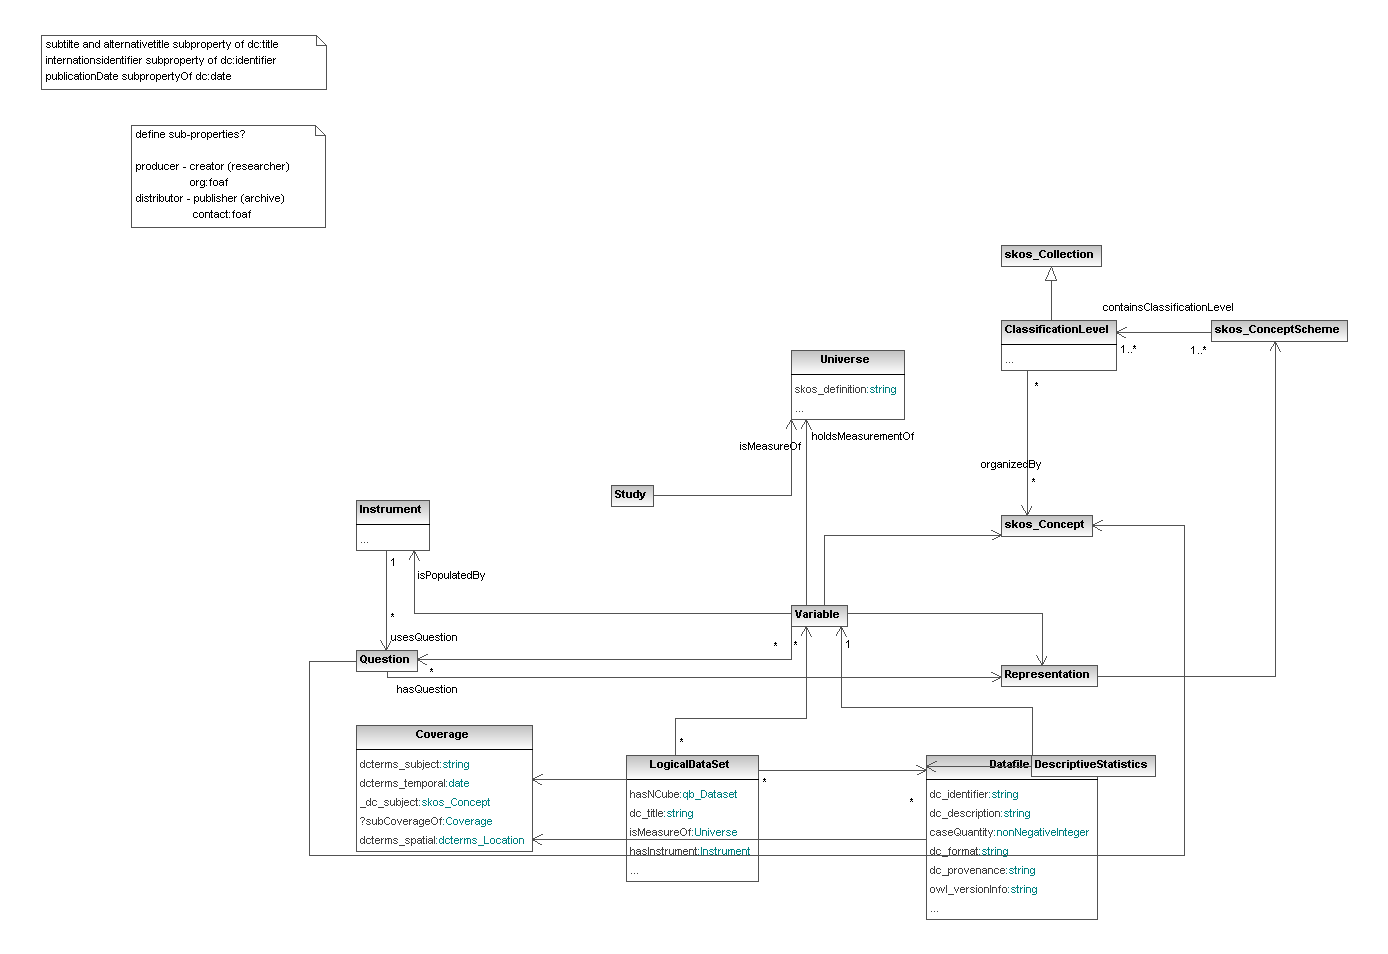 subtilte and alternativetitle subproperty of dc:title
internationsidentifier subproperty of dc:identifier
publicationDate subpropertyOf dc:date
define sub-properties?
producer - creator (researcher)
org:foaf
distributor - publisher (archive)
contact:foaf
skos_Collection
containsClassificationLevel
ClassificationLevel
...
1..*
1..*
skos_ConceptScheme
Universe
skos_definition:string
...
*
isMeasureOf
holdsMeasurementOf
organizedBy
*
Study
skos_Concept
Instrument
...
1
isPopulatedBy
*
usesQuestion
Variable
*
*
1
Question
*
hasQuestion
Representation
Coverage
dcterms_subject:string
dcterms_temporal:date
_dc_subject:skos_Concept
?subCoverageOf:Coverage
dcterms_spatial:dcterms_Location
*
LogicalDataSet
hasNCube:qb_Dataset
dc_title:string
isMeasureOf:Universe
hasInstrument:Instrument
...
*
*
Datafile
DescriptiveStatistics
dc_identifier:string
dc_description:string
caseQuantity:nonNegativeInteger
dc_format:string
dc_provenance:string
owl_versionInfo:string
...